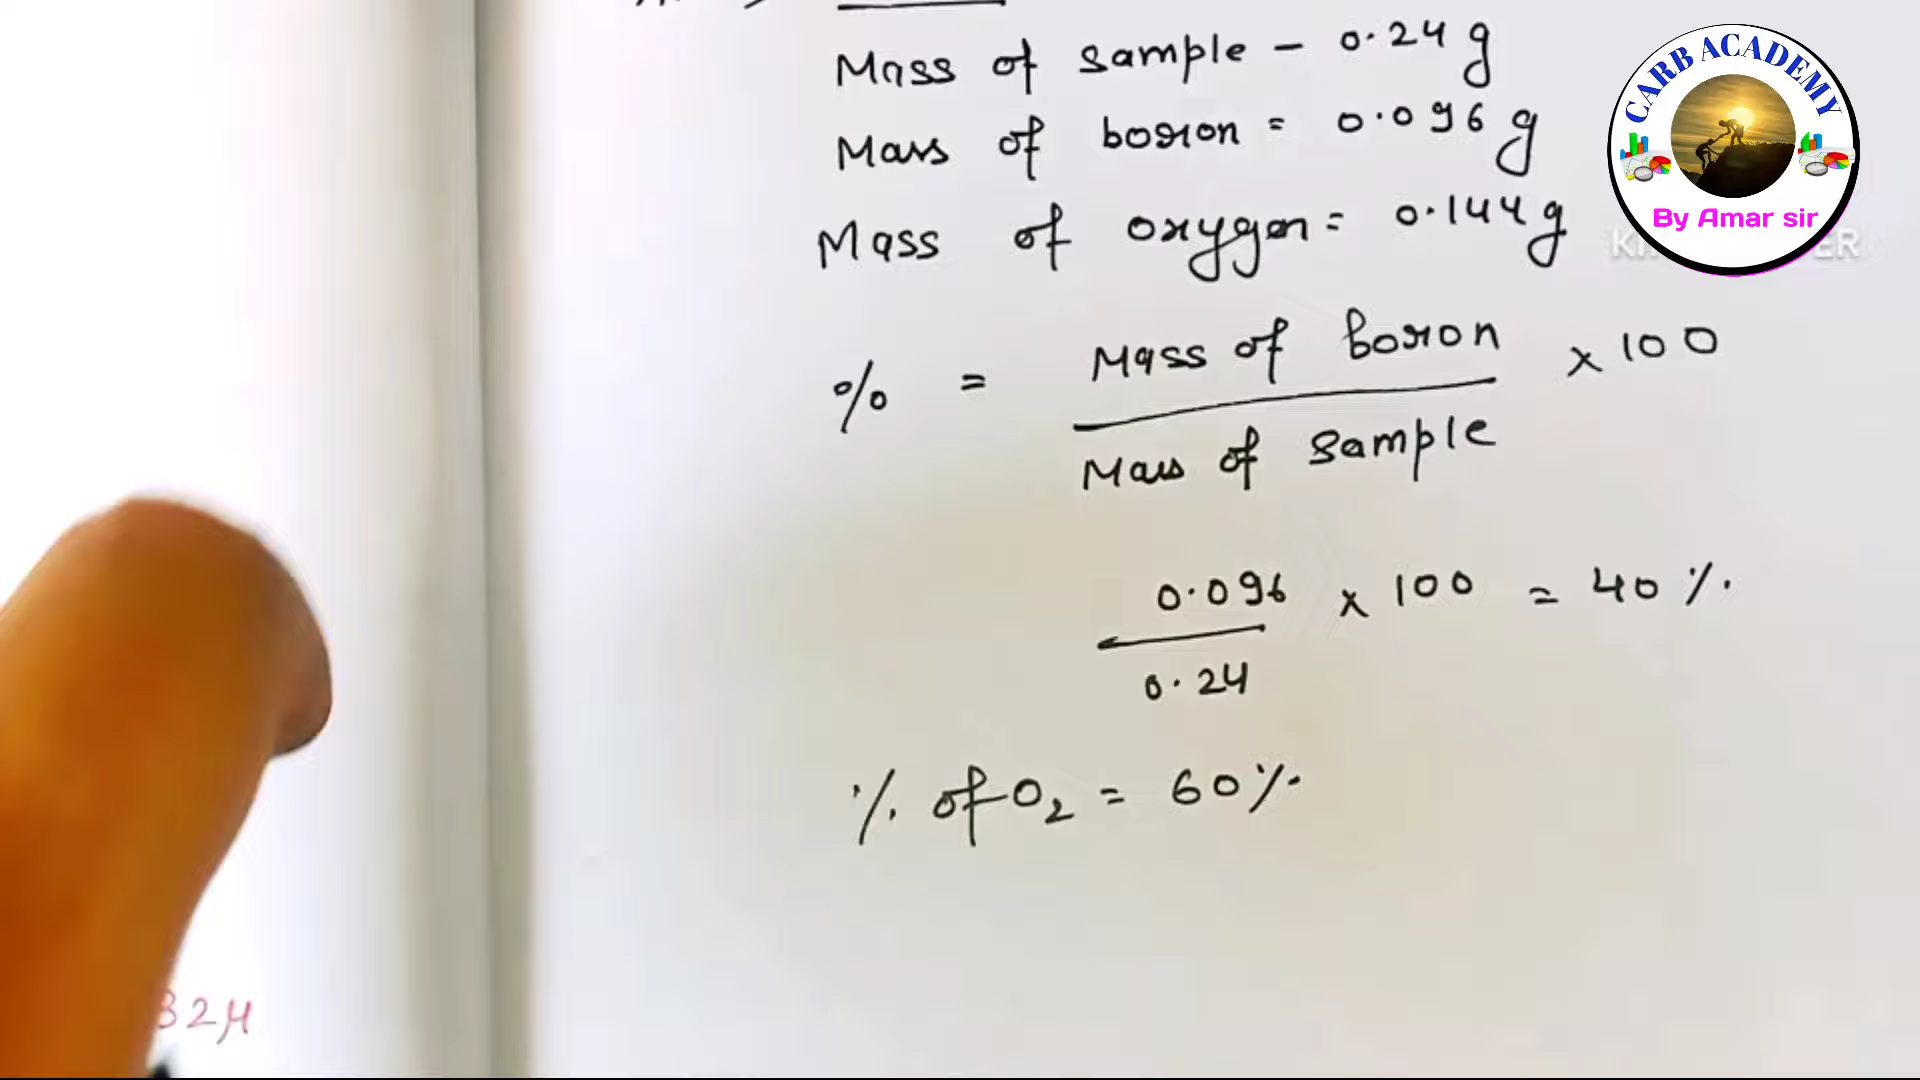 Mass of sample - 0.24 g
Mass of boron = 0.096 g
Mass of oxygen = 0.144 g
% = Mass of boron / Mass of sample × 100
0.096 / 0.24 × 100 = 40 %
% of O₂ = 60 %
CARB ACADEMY
By Amar sir